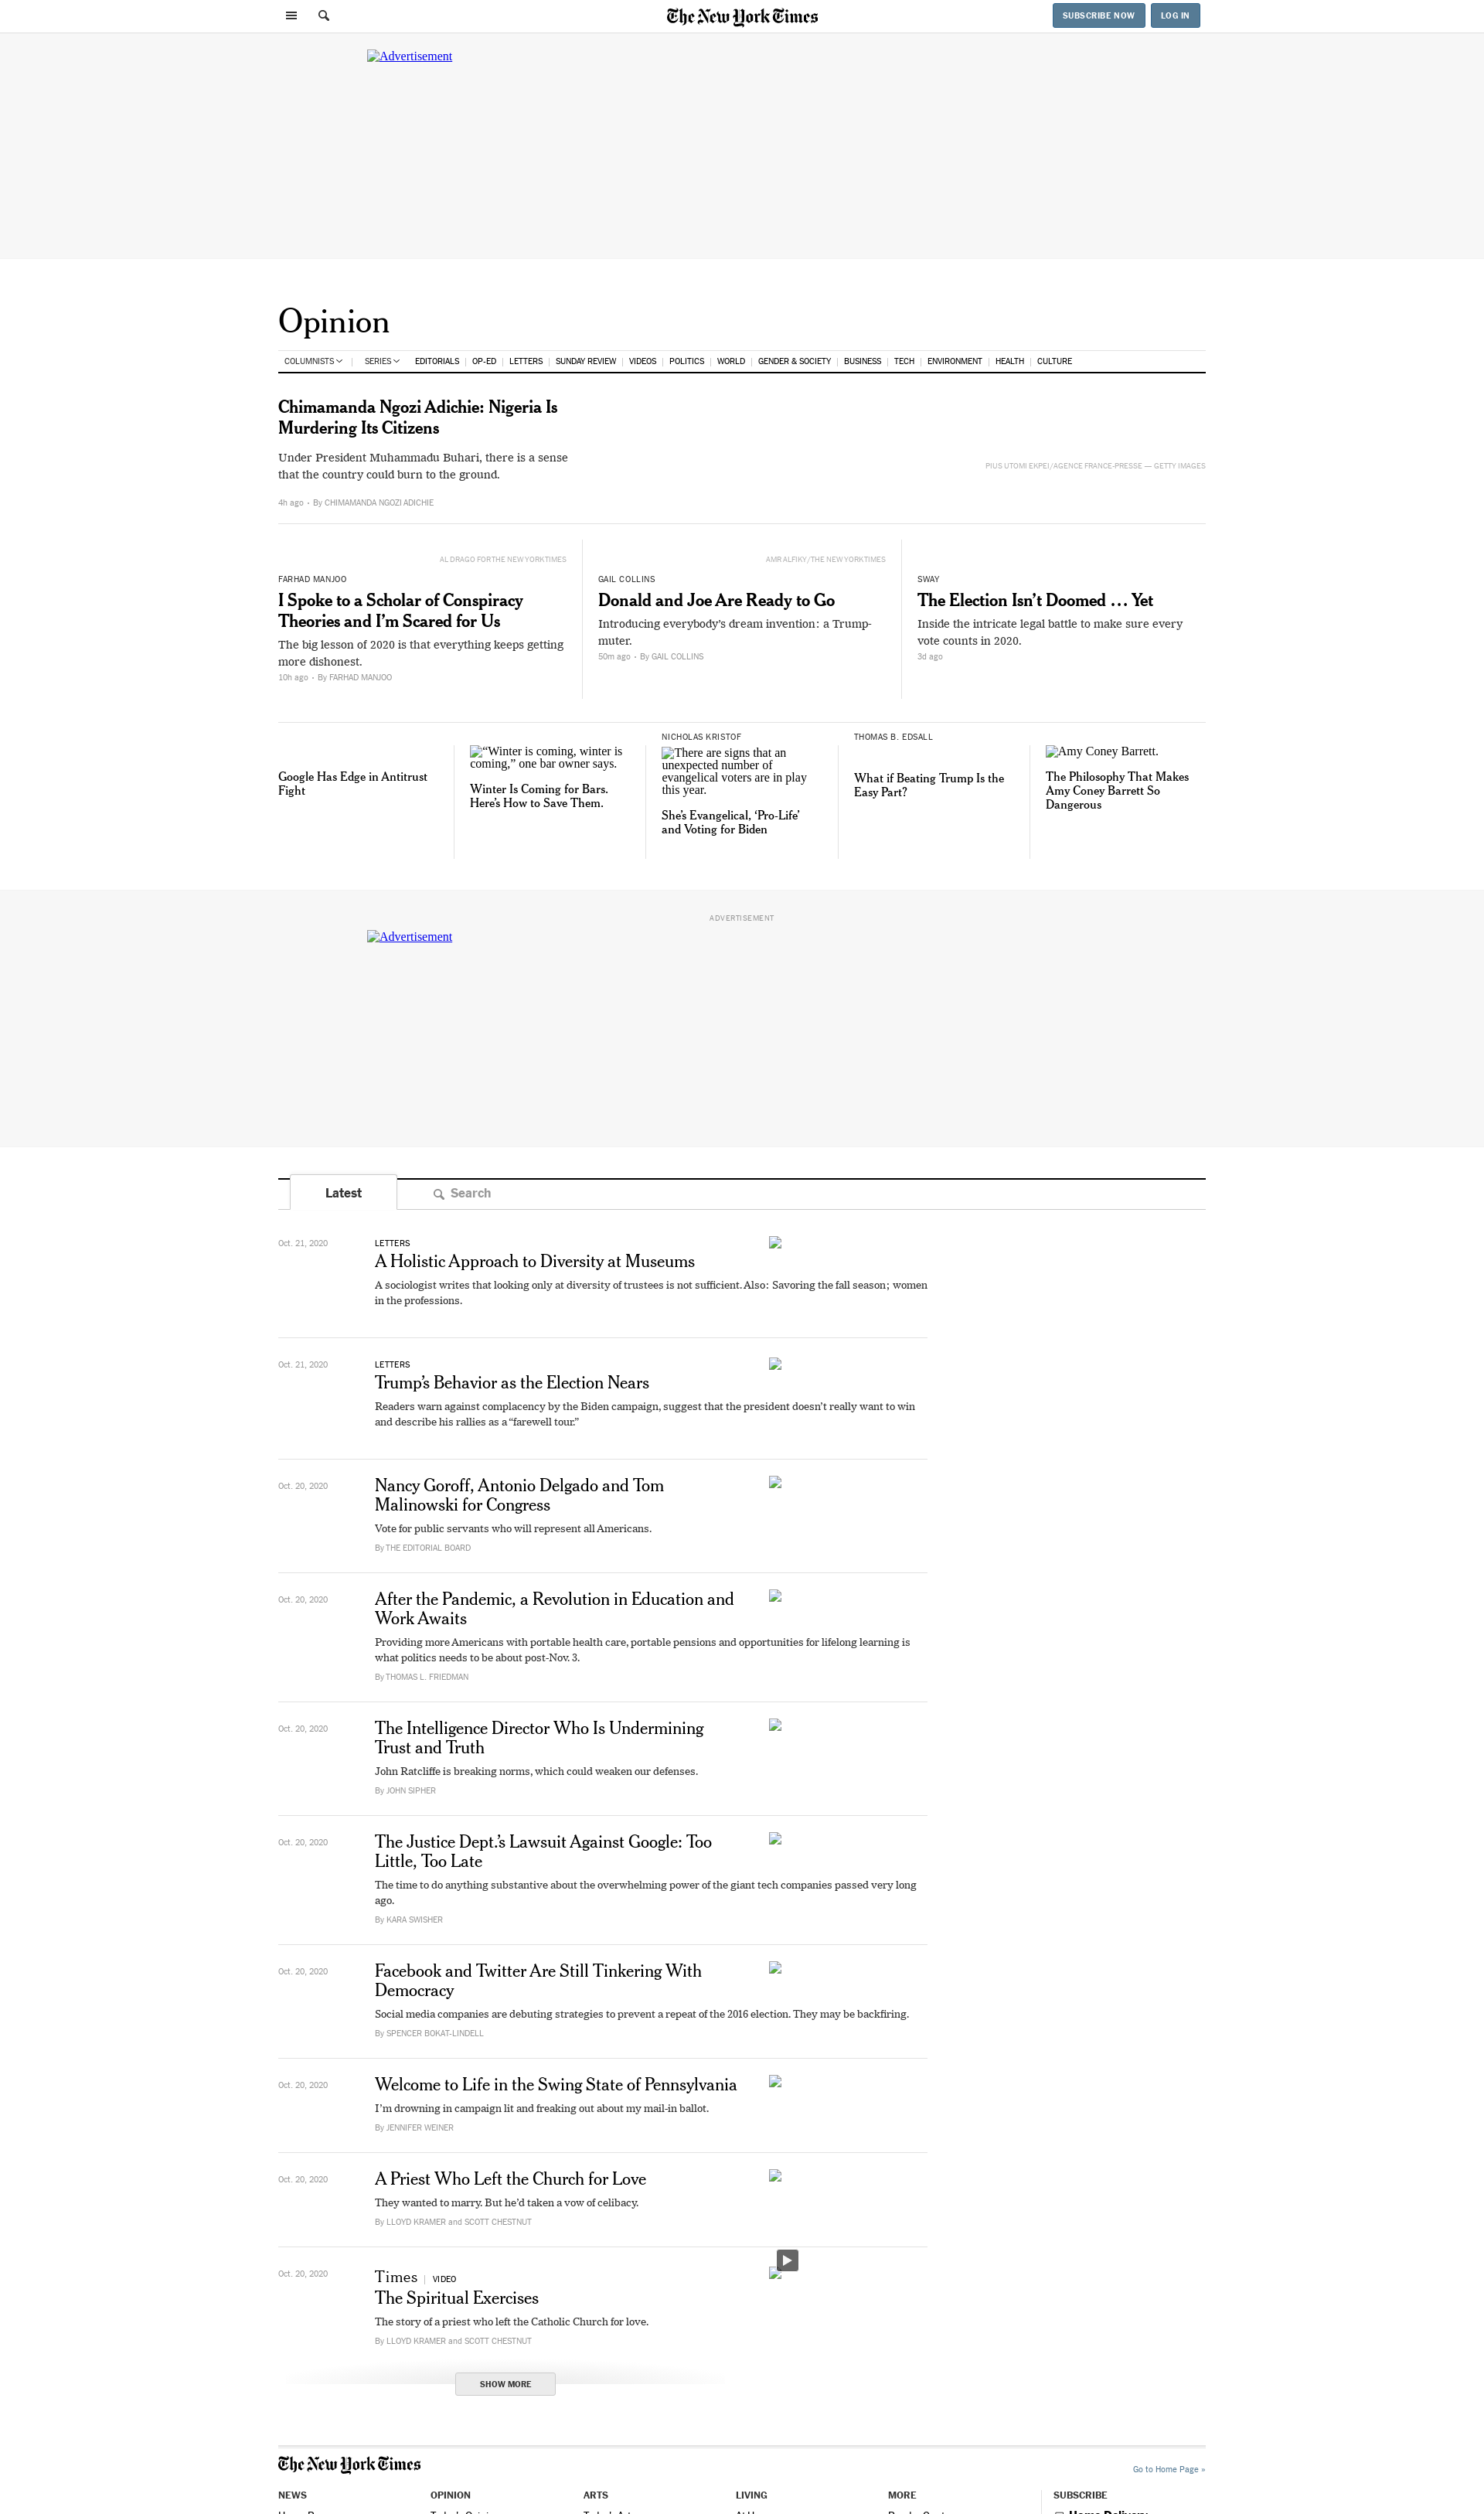 The New York Times
SUBSCRIBE NOW
LOG IN
Advertisement
Opinion
COLUMNISTS
SERIES
EDITORIALS
OP-ED
LETTERS
SUNDAY REVIEW
VIDEOS
POLITICS
WORLD
GENDER & SOCIETY
BUSINESS
TECH
ENVIRONMENT
HEALTH
CULTURE
Chimamanda Ngozi Adichie: Nigeria Is
Murdering Its Citizens
Under President Muhammadu Buhari, there is a sense
that the country could burn to the ground.
4h ago • By CHIMAMANDA NGOZI ADICHIE
PIUS UTOMI EKPEI/AGENCE FRANCE-PRESSE — GETTY IMAGES
AL DRAGO FOR THE NEW YORK TIMES
FARHAD MANJOO
I Spoke to a Scholar of Conspiracy
Theories and I’m Scared for Us
The big lesson of 2020 is that everything keeps getting
more dishonest.
10h ago • By FARHAD MANJOO
AMR ALFIKY/THE NEW YORK TIMES
GAIL COLLINS
Donald and Joe Are Ready to Go
Introducing everybody’s dream invention: a Trump-
muter.
50m ago • By GAIL COLLINS
SWAY
The Election Isn’t Doomed … Yet
Inside the intricate legal battle to make sure every
vote counts in 2020.
3d ago
Google Has Edge in Antitrust
Fight
“Winter is coming, winter is
coming,” one bar owner says.
Winter Is Coming for Bars.
Here’s How to Save Them.
NICHOLAS KRISTOF
There are signs that an
unexpected number of
evangelical voters are in play
this year.
She’s Evangelical, ‘Pro-Life’
and Voting for Biden
THOMAS B. EDSALL
What if Beating Trump Is the
Easy Part?
Amy Coney Barrett.
The Philosophy That Makes
Amy Coney Barrett So
Dangerous
ADVERTISEMENT
Advertisement
Latest
Search
Oct. 21, 2020
LETTERS
A Holistic Approach to Diversity at Museums
A sociologist writes that looking only at diversity of trustees is not sufficient. Also: Savoring the fall season; women
in the professions.
Oct. 21, 2020
LETTERS
Trump’s Behavior as the Election Nears
Readers warn against complacency by the Biden campaign, suggest that the president doesn’t really want to win
and describe his rallies as a “farewell tour.”
Oct. 20, 2020
Nancy Goroff, Antonio Delgado and Tom
Malinowski for Congress
Vote for public servants who will represent all Americans.
By THE EDITORIAL BOARD
Oct. 20, 2020
After the Pandemic, a Revolution in Education and
Work Awaits
Providing more Americans with portable health care, portable pensions and opportunities for lifelong learning is
what politics needs to be about post-Nov. 3.
By THOMAS L. FRIEDMAN
Oct. 20, 2020
The Intelligence Director Who Is Undermining
Trust and Truth
John Ratcliffe is breaking norms, which could weaken our defenses.
By JOHN SIPHER
Oct. 20, 2020
The Justice Dept.’s Lawsuit Against Google: Too
Little, Too Late
The time to do anything substantive about the overwhelming power of the giant tech companies passed very long
ago.
By KARA SWISHER
Oct. 20, 2020
Facebook and Twitter Are Still Tinkering With
Democracy
Social media companies are debuting strategies to prevent a repeat of the 2016 election. They may be backfiring.
By SPENCER BOKAT-LINDELL
Oct. 20, 2020
Welcome to Life in the Swing State of Pennsylvania
I’m drowning in campaign lit and freaking out about my mail-in ballot.
By JENNIFER WEINER
Oct. 20, 2020
A Priest Who Left the Church for Love
They wanted to marry. But he’d taken a vow of celibacy.
By LLOYD KRAMER and SCOTT CHESTNUT
Oct. 20, 2020
Times | VIDEO
The Spiritual Exercises
The story of a priest who left the Catholic Church for love.
By LLOYD KRAMER and SCOTT CHESTNUT
SHOW MORE
The New York Times
Go to Home Page »
NEWS
OPINION
ARTS
LIVING
MORE
SUBSCRIBE